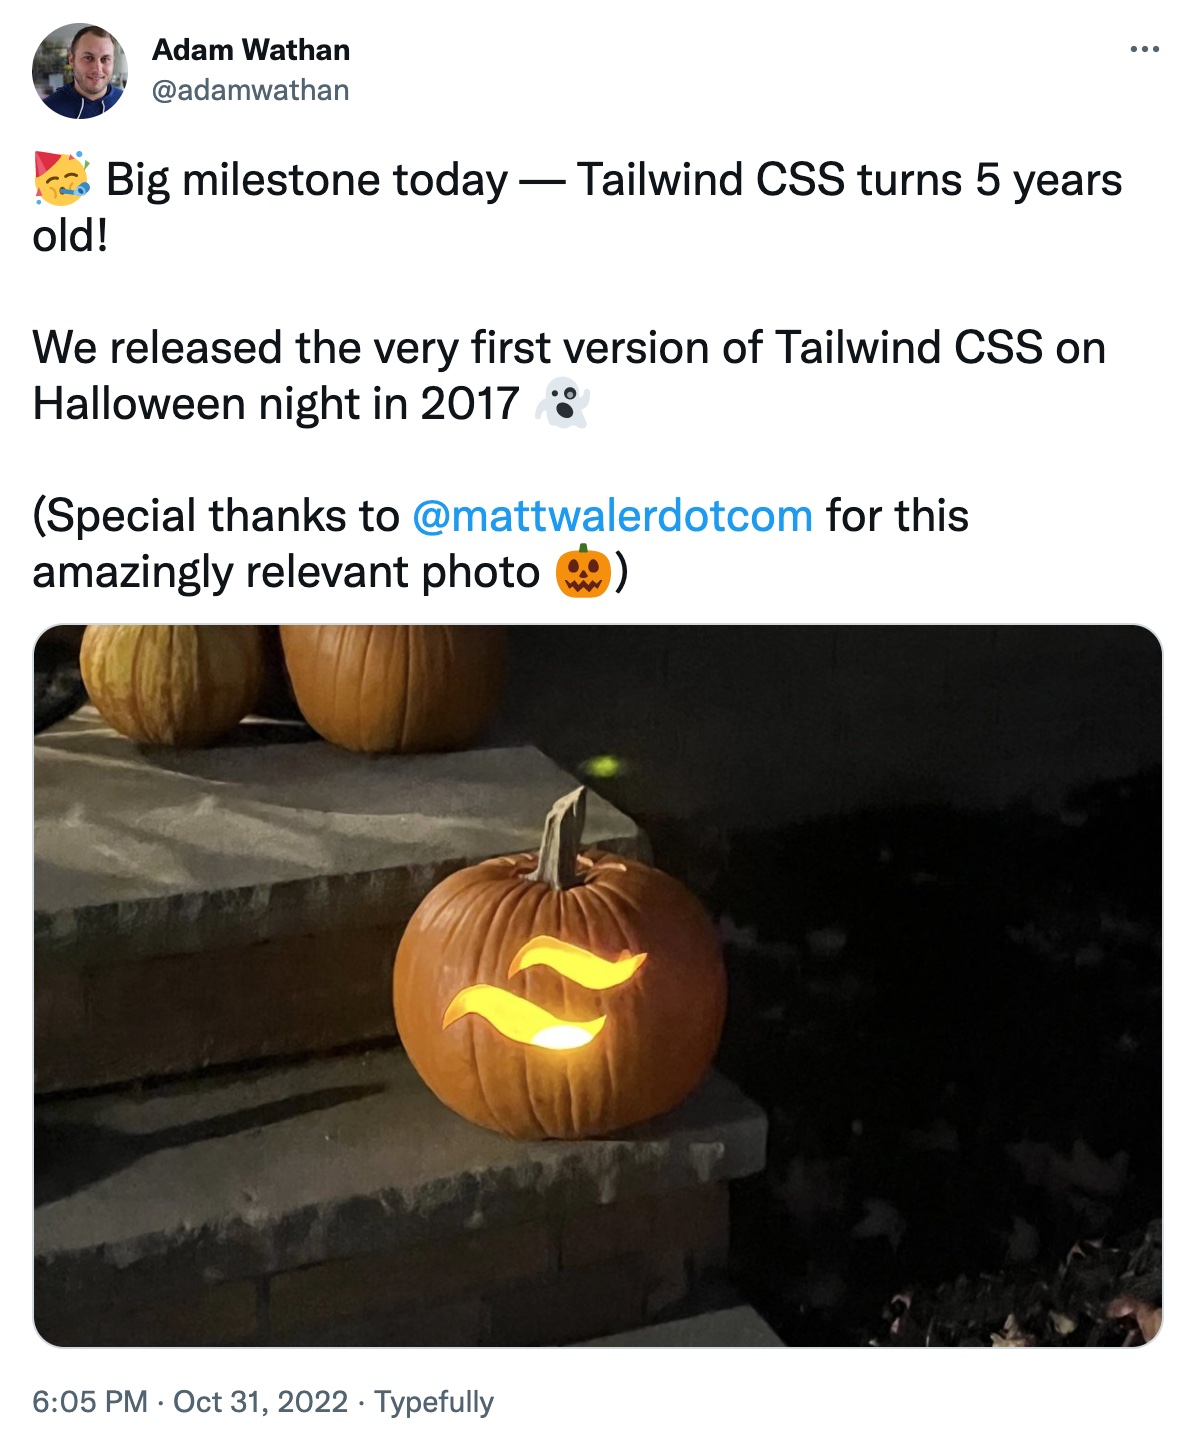 Adam Wathan
@adamwathan
🥳 Big milestone today — Tailwind CSS turns 5 years
old!
We released the very first version of Tailwind CSS on
Halloween night in 2017 👻
(Special thanks to @mattwalerdotcom for this
amazingly relevant photo 🎃)
6:05 PM · Oct 31, 2022 · Typefully